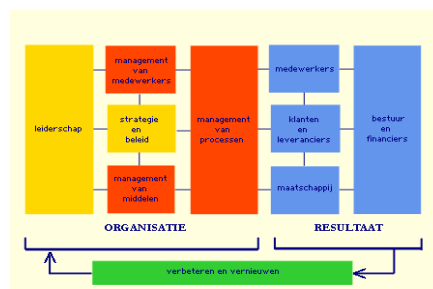 leiderschap
management
van
medewerkers
strategie
en
beleid
management
van
middelen
management
van
processen
medewerkers
klanten
en
leveranciers
maatschappij
bestuur
en
financiers
ORGANISATIE
RESULTAAT
verbeteren en vernieuwen